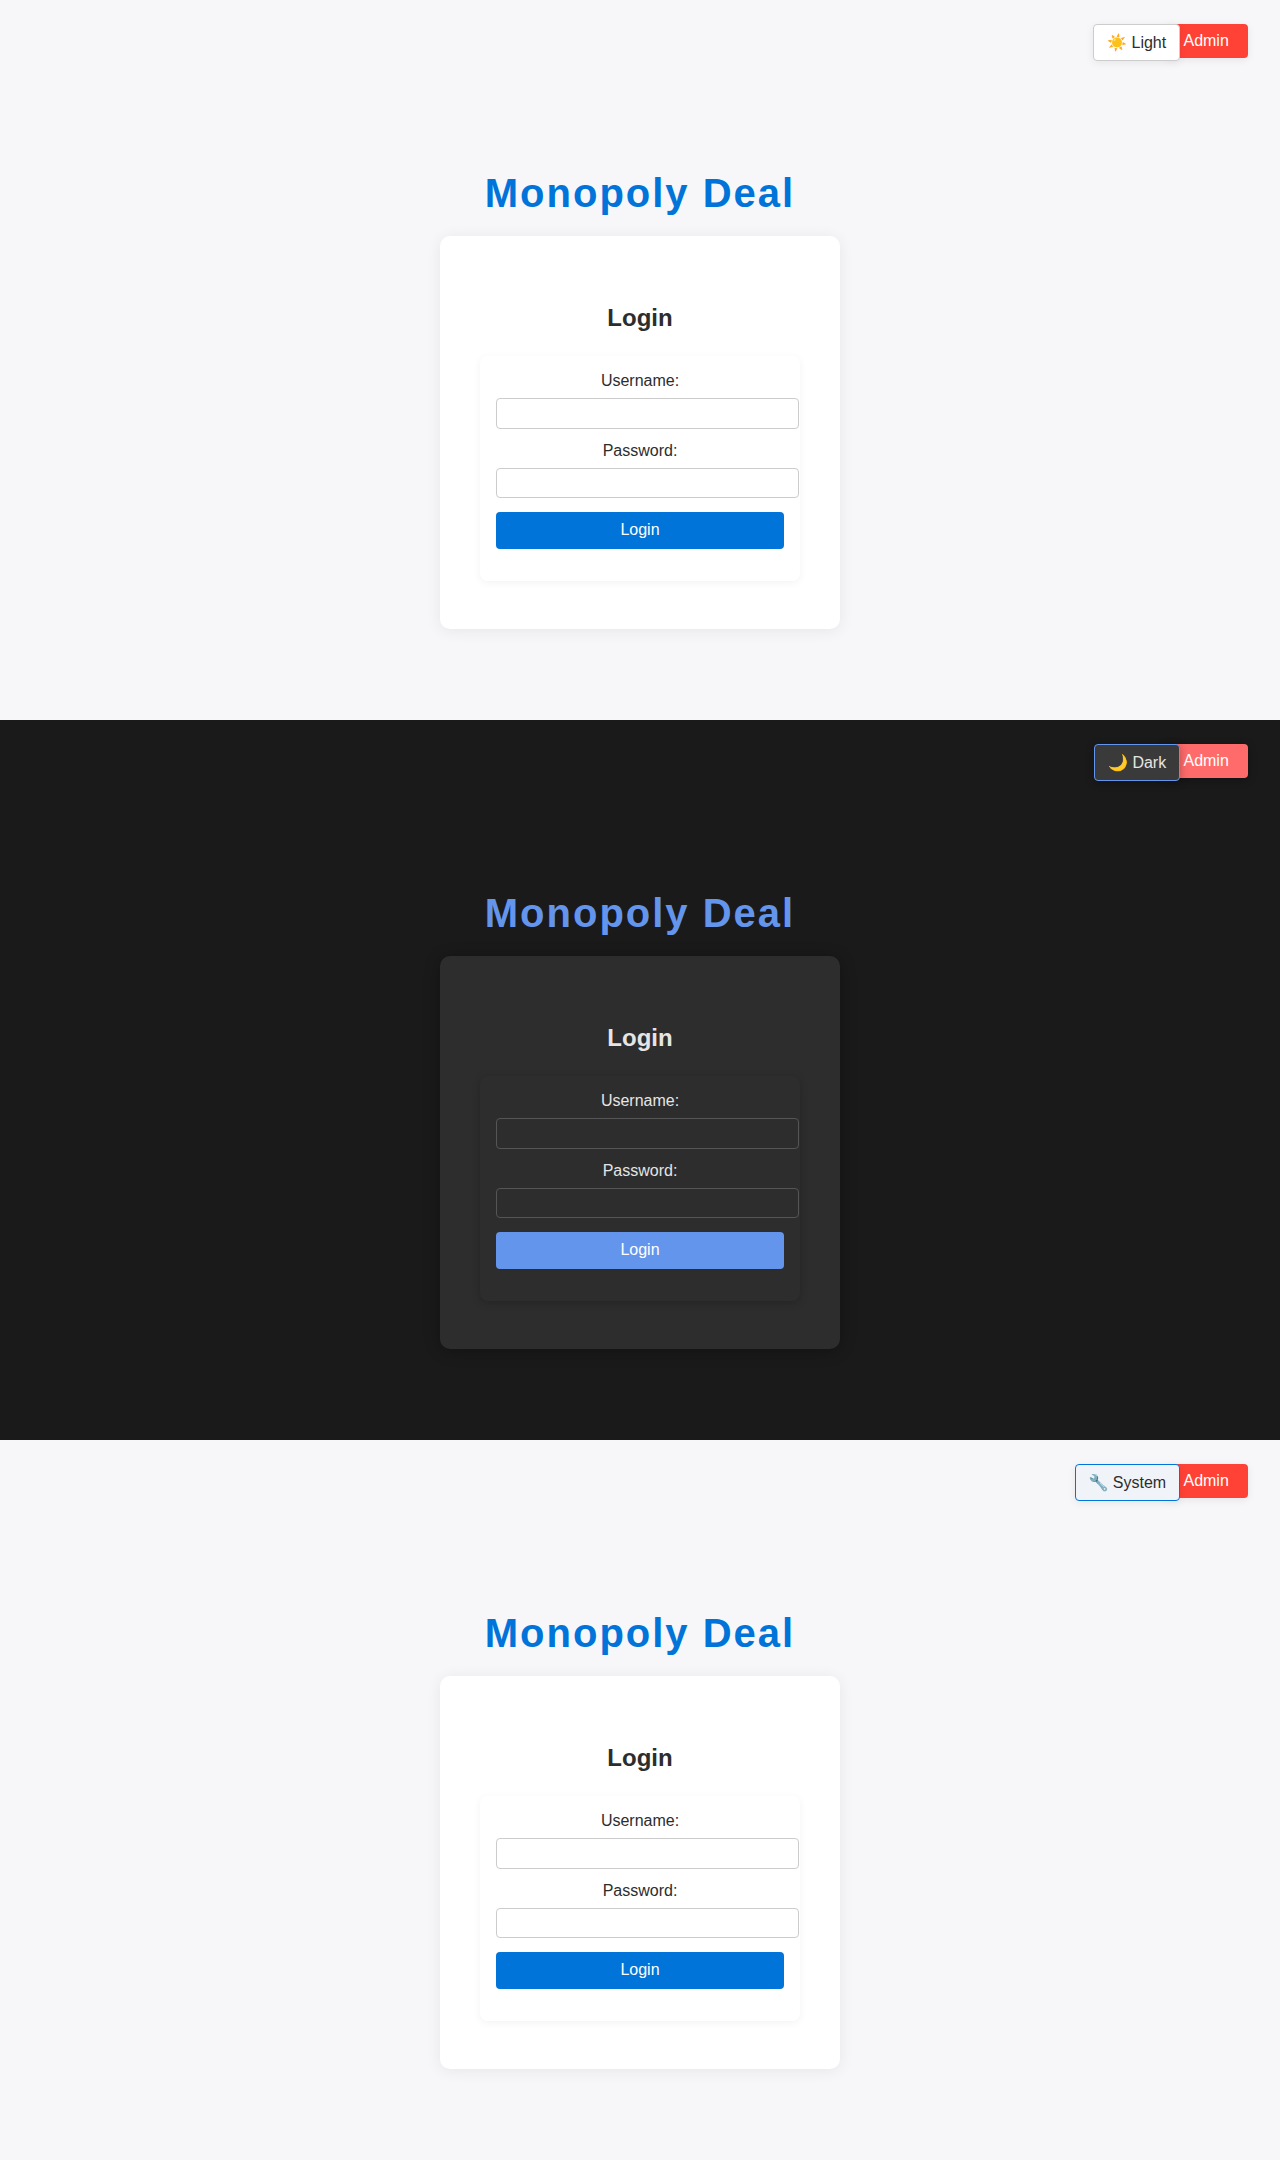 ☀️ Light Admin
Monopoly Deal
Login
Username:
Password:
Login
🌙 Dark Admin
Monopoly Deal
Login
Username:
Password:
Login
🔧 System Admin
Monopoly Deal
Login
Username:
Password:
Login